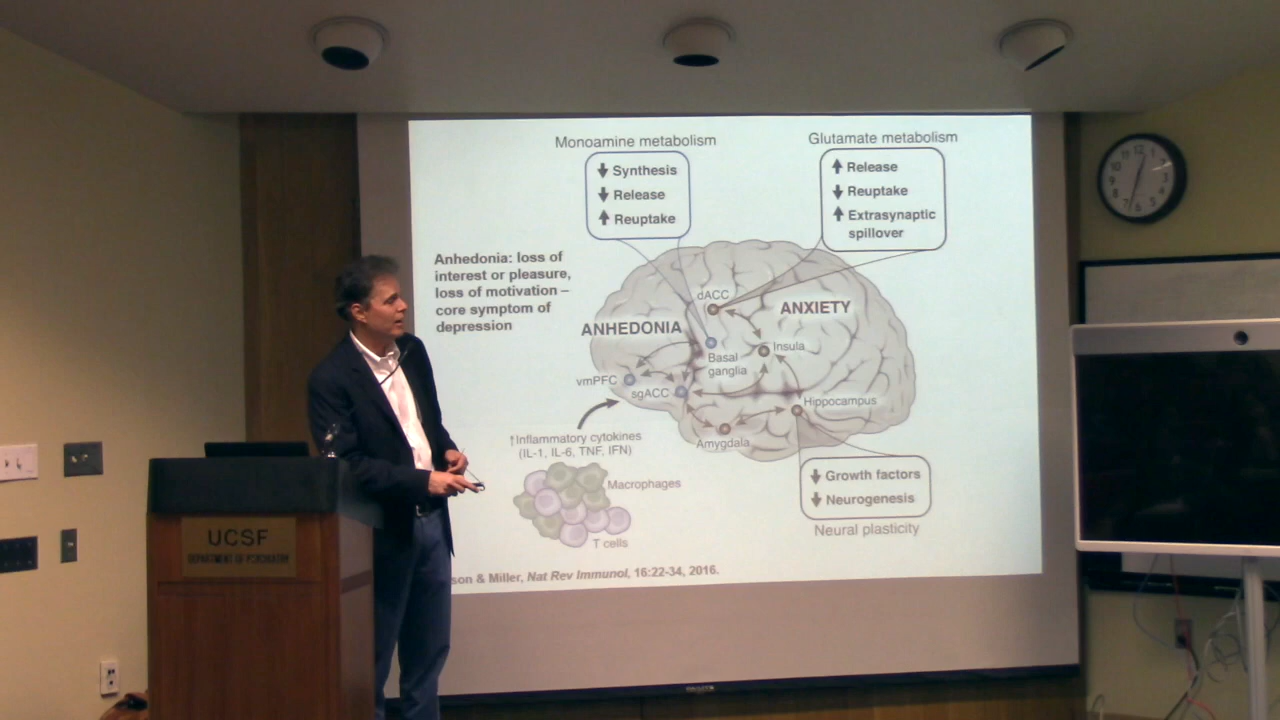 Monoamine metabolism
Synthesis
Release
Reuptake
Glutamate metabolism
Release
Reuptake
Extrasynaptic
spillover
Anhedonia: loss of
interest or pleasure,
loss of motivation –
core symptom of
depression
ANHEDONIA
ANXIETY
dACC
Basal
ganglia
Insula
vmPFC
sgACC
Hippocampus
Amygdala
↑Inflammatory cytokines
(IL-1, IL-6, TNF, IFN)
Macrophages
T cells
Growth factors
Neurogenesis
Neural plasticity
son & Miller, Nat Rev Immunol, 16:22-34, 2016.
UCSF
DEPARTMENT OF PSYCHIATRY